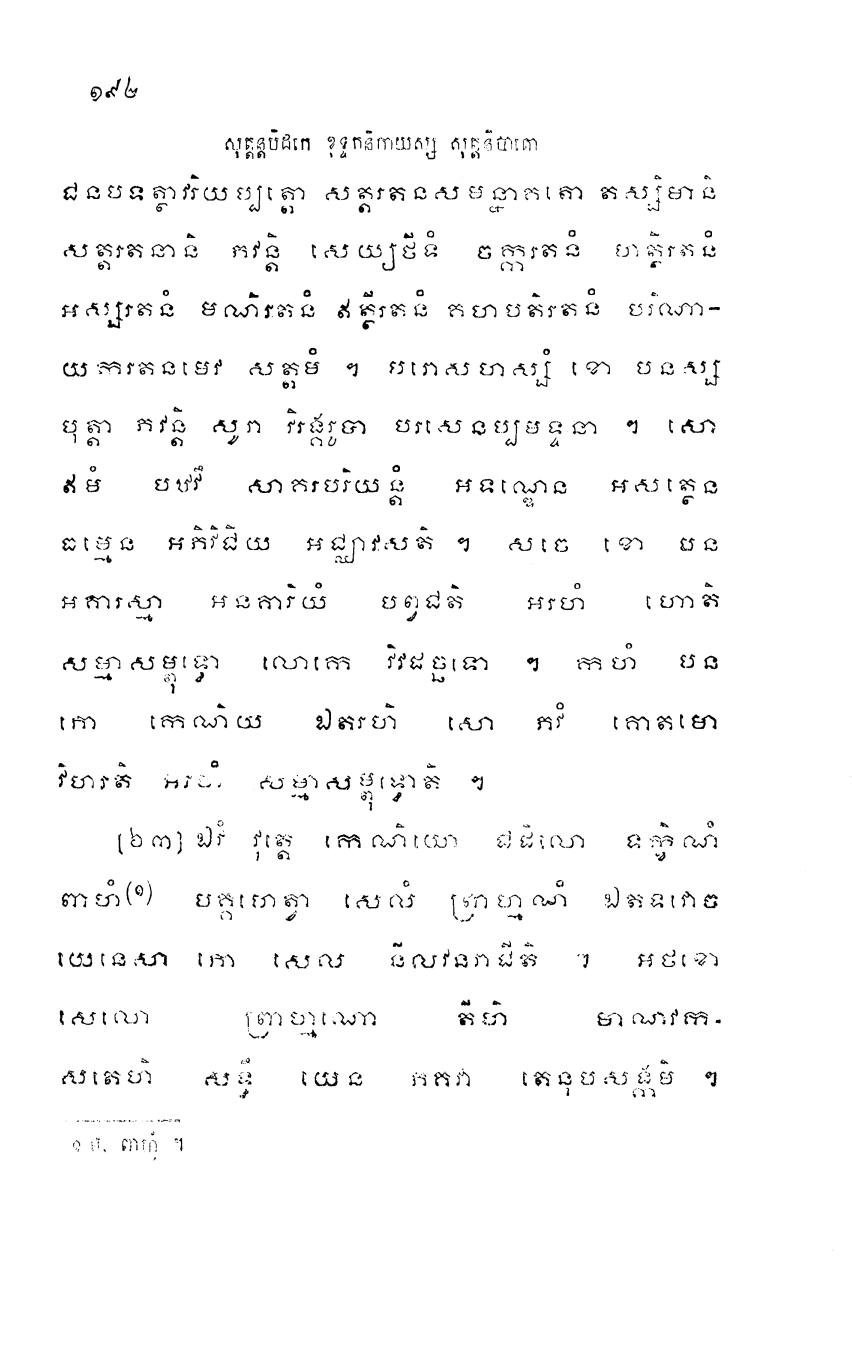 ១៩៤
សុត្តន្តបិដកេ ខុទ្ទកនិកាយស្ស សុត្តនិបាតោ
ជនបទត្ថាវរិយប្បត្តោ សត្តរតនសមន្នាគតោ តស្សិមានិ
សត្តរតនានិ ភវន្តិ សេយ្យថីទំ ចក្ករតនំ ហត្ថិរតនំ
អស្សរតនំ មណិរតនំ ឥត្ថីរតនំ គហបតិរតនំ បរិណា-
យការតនមេវ សត្តមំ ។ បរោសហស្សំ ខោ បនស្ស
បុត្តា ភវន្តិ សូរា វិរង្គរូបា បរសេនប្បមទ្ទនា ។ សោ
ឥមំ បឋវឹ សាគរបរិយន្តំ អទណ្ឌេន អសត្ថេន
ធម្មេន អភិវិជិយ អជ្ឈាវសតិ ។ សចេ ខោ បន
អគារស្មា អនគារិយំ បព្វជតិ អរហំ ហោតិ
សម្មាសម្ពុទ្ធោ លោកេ វិវដច្ឆទោ ។ កហំ បន
ភោ កេណិយ ឯតរហិ សោ ភវំ គោតមោ
វិហរតិ អរហំ សម្មាសម្ពុទ្ធោតិ ។
[៦៣] ឯវំ វុត្តេ កេណិយោ ជដិលោ ទក្ខិណំ
ពាហំ(១) បគ្គហេត្វា សេលំ ព្រាហ្មណំ ឯតទវោច
យេនេសា ភោ សេល នីលវនរាជីតិ ។ អថខោ
សេលោ ព្រាហ្មណោ តីហិ មាណវក-
សតេហិ សទ្ធឹ យេន ភគវា តេនុបសង្កមិ ។
១ ម. ពាហុំ ។